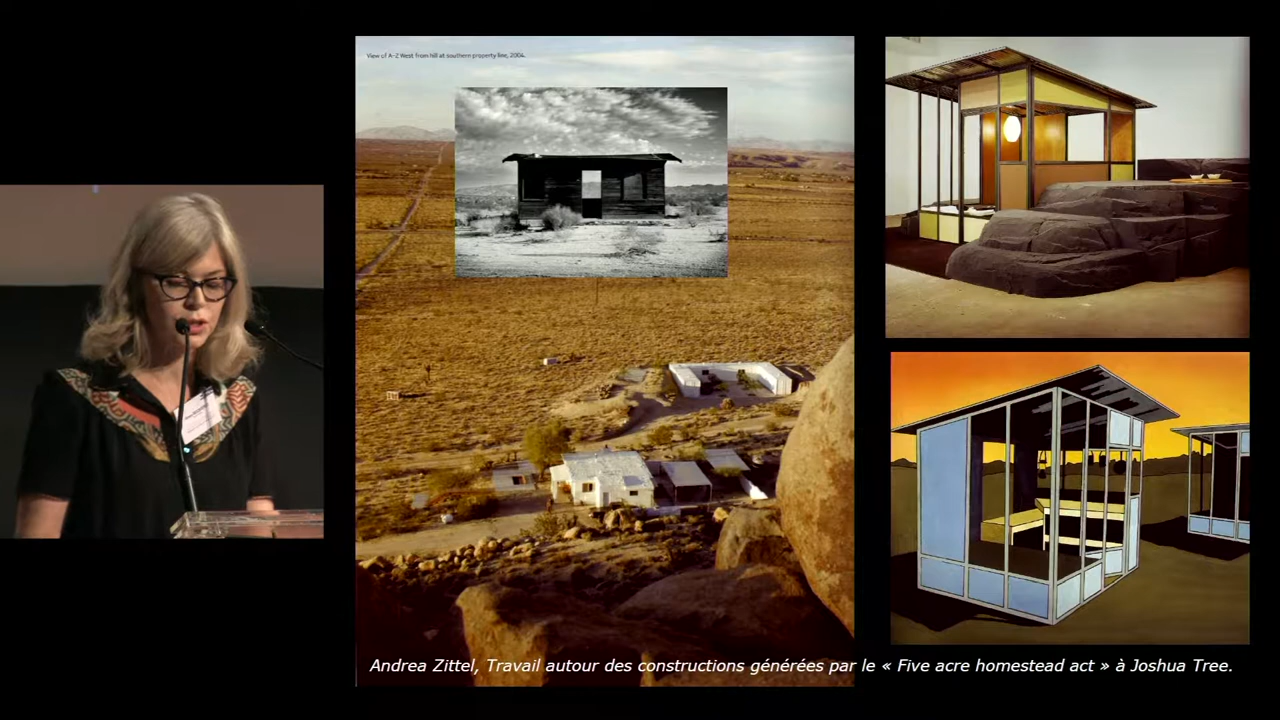 View of A-Z West from hill at southern property line, 2004.
Andrea Zittel, Travail autour des constructions générées par le « Five acre homestead act » à Joshua Tree.